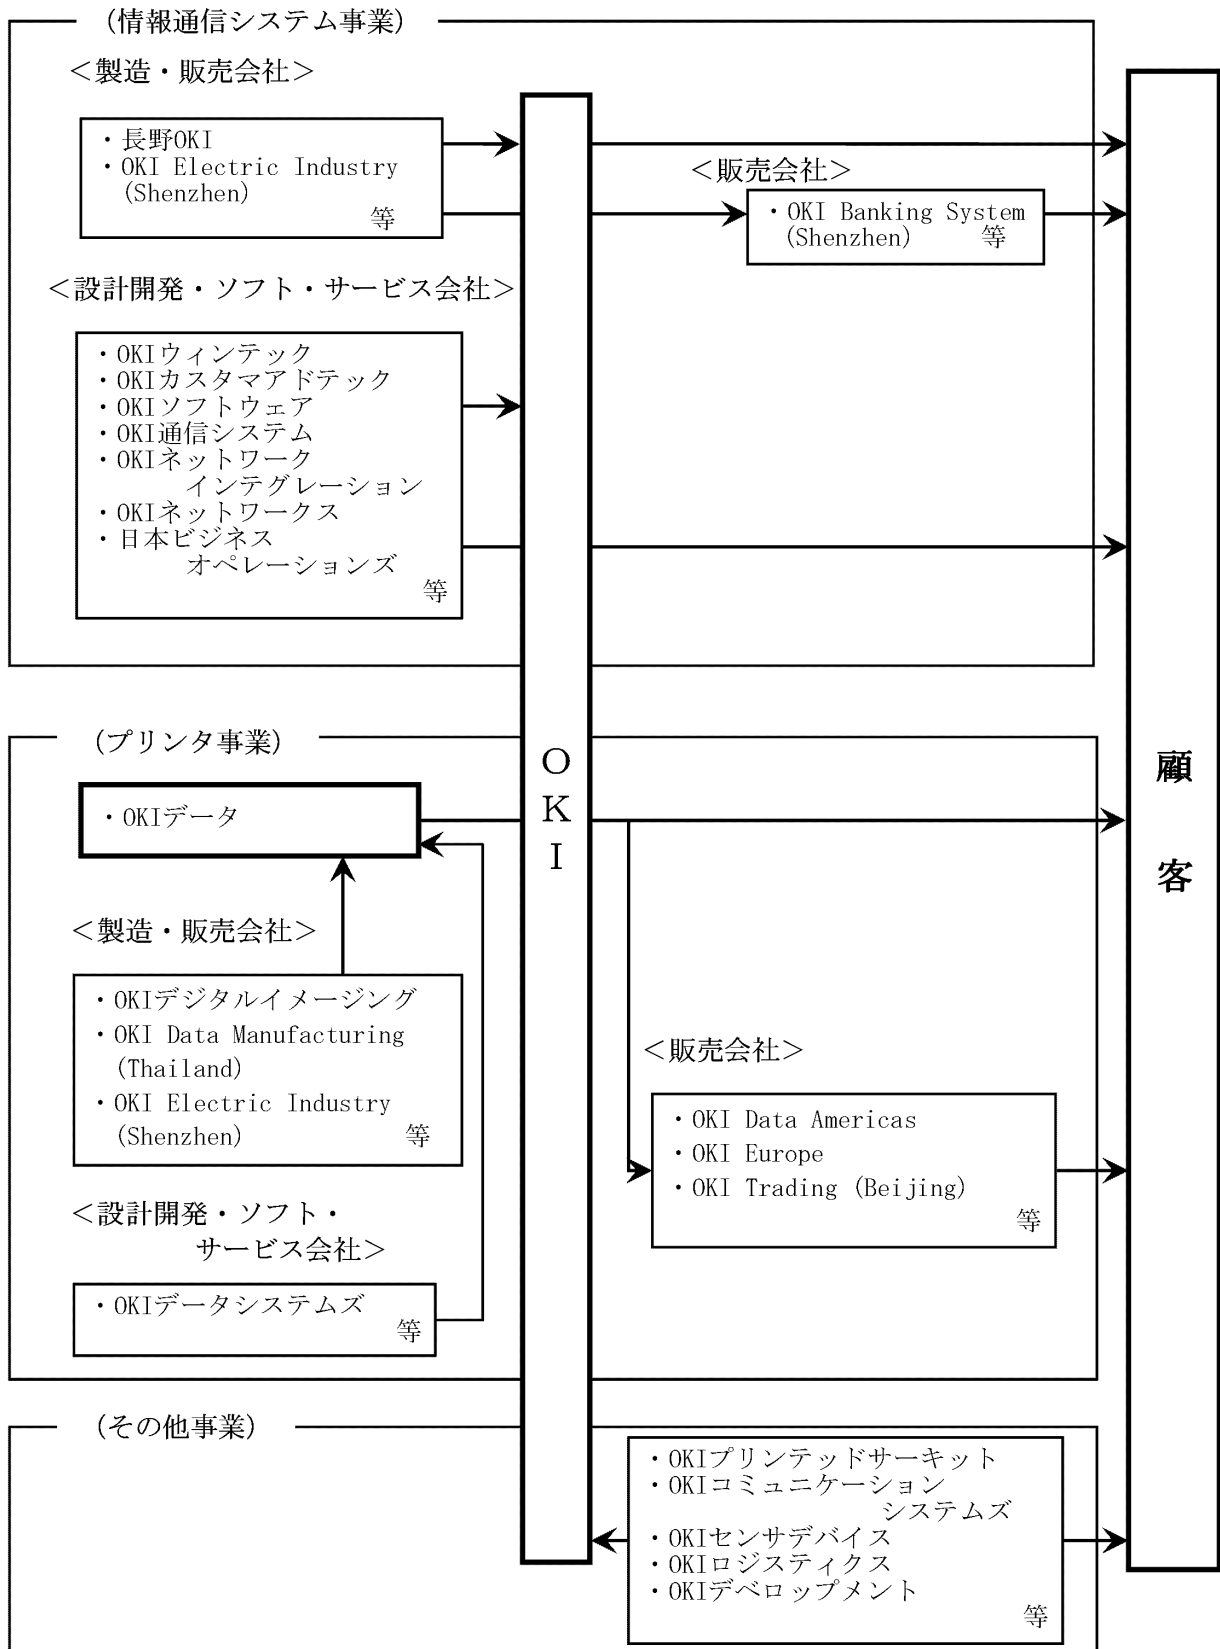 (情報通信システム事業)
＜製造・販売会社＞
・長野OKI
・OKI Electric Industry
(Shenzhen)
等
＜販売会社＞
・OKI Banking System
(Shenzhen) 等
＜設計開発・ソフト・サービス会社＞
・OKIウィンテック
・OKIカスタマアドテック
・OKIソフトウェア
・OKI通信システム
・OKIネットワーク
インテグレーション
・OKIネットワークス
・日本ビジネス
オペレーションズ
等
OKI
顧客
(プリンタ事業)
・OKIデータ
＜製造・販売会社＞
・OKIデジタルイメージング
・OKI Data Manufacturing
(Thailand)
・OKI Electric Industry
(Shenzhen) 等
＜設計開発・ソフト・
サービス会社＞
・OKIデータシステムズ
等
＜販売会社＞
・OKI Data Americas
・OKI Europe
・OKI Trading (Beijing)
等
(その他事業)
・OKIプリンテッドサーキット
・OKIコミュニケーション
システムズ
・OKIセンサデバイス
・OKIロジスティクス
・OKIデベロップメント
等